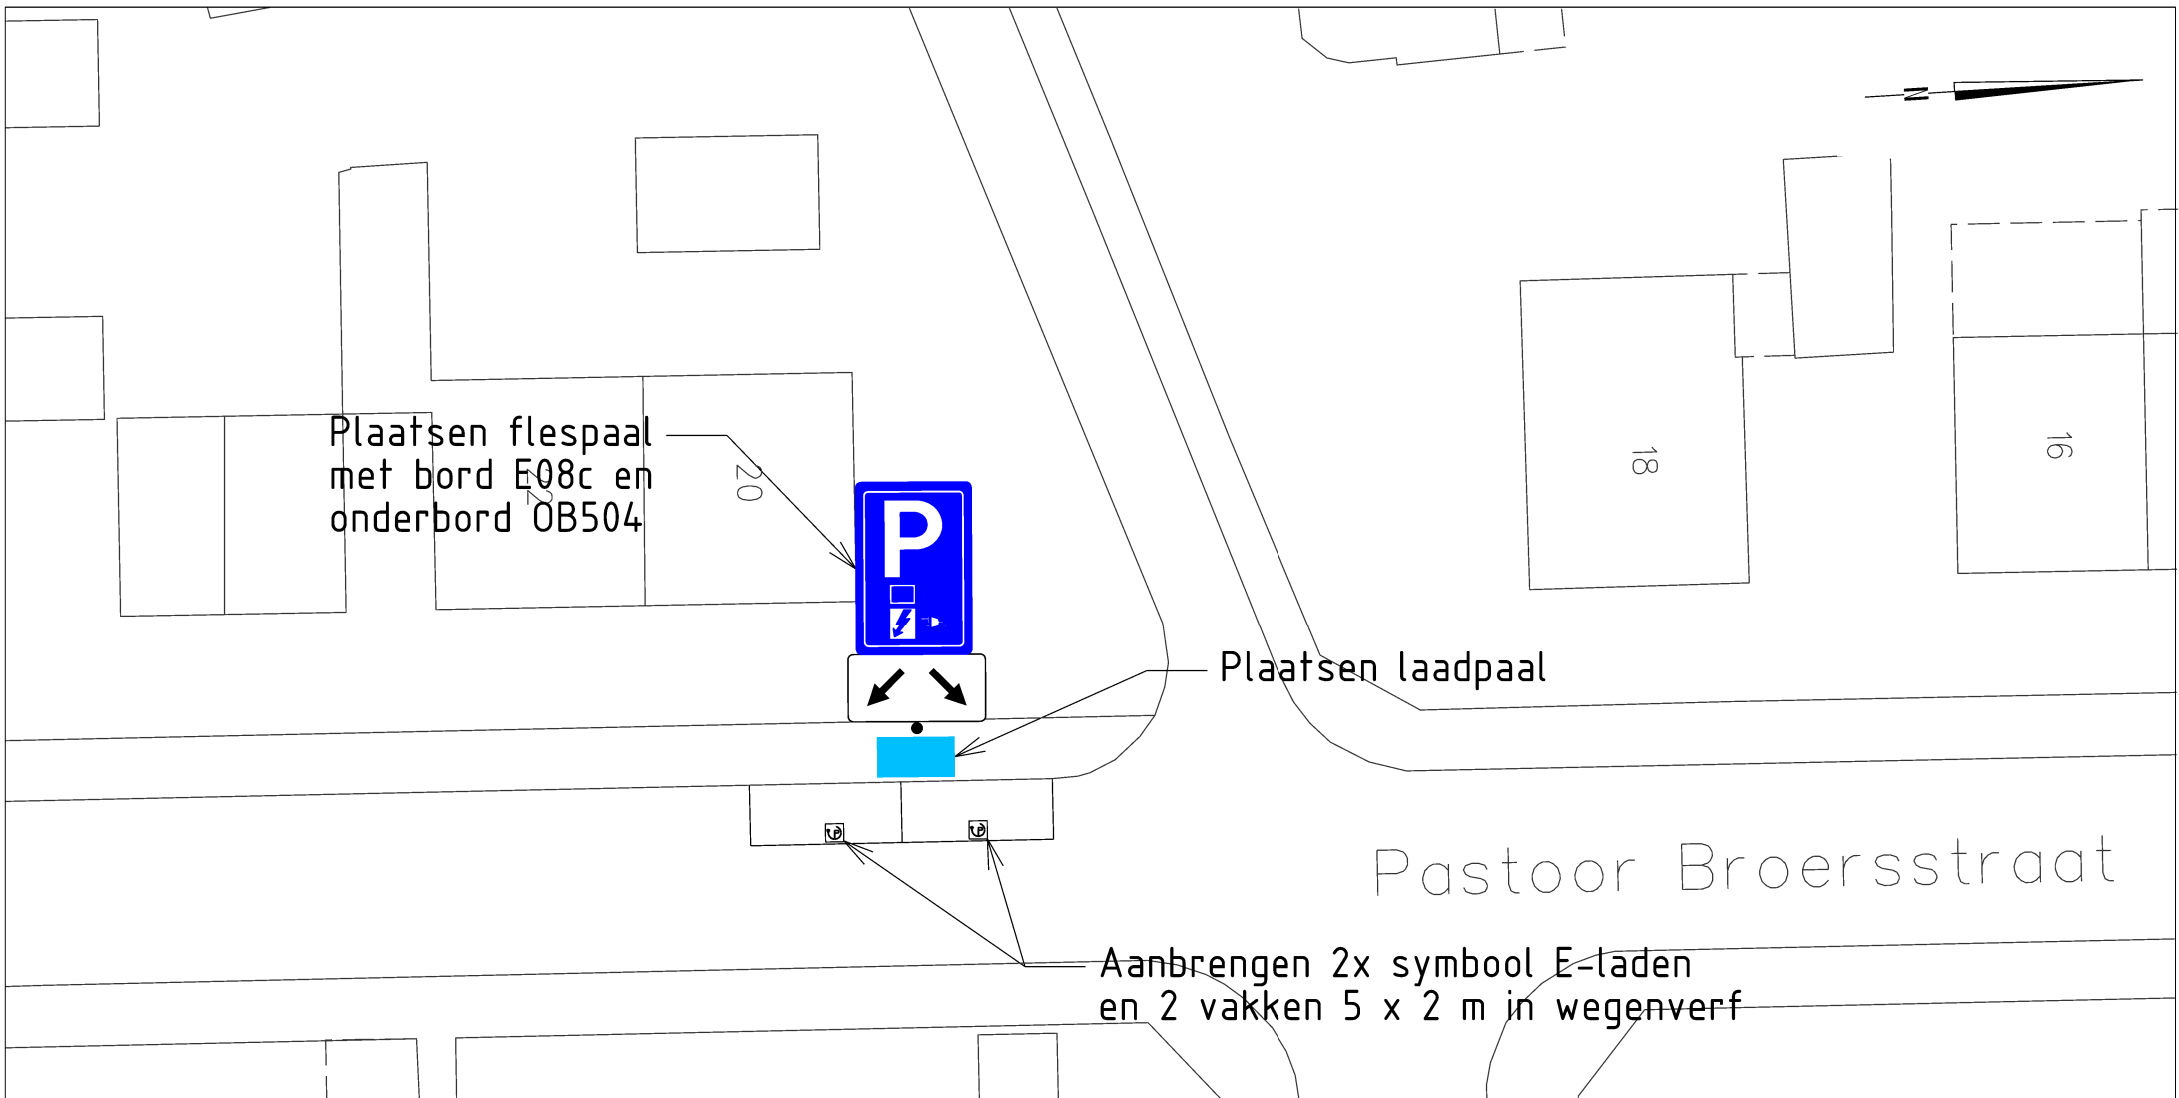 N
Plaatsen flespaal
met bord E08c en
onderbord OB504
22
20
18
16
P
Plaatsen laadpaal
P
P
Pastoor Broersstraat
Aanbrengen 2x symbool E-laden
en 2 vakken 5 x 2 m in wegenverf